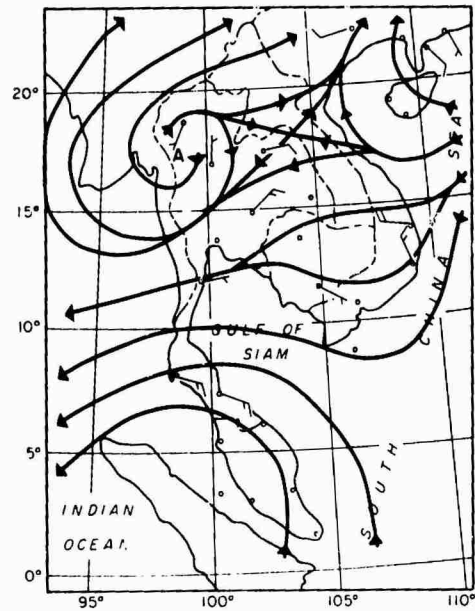 20°
A
15°
10°
5°
0°
GULF OF
SIAM
SOUTH
CHINA
SEA
INDIAN
OCEAN
95°
100°
105°
110°